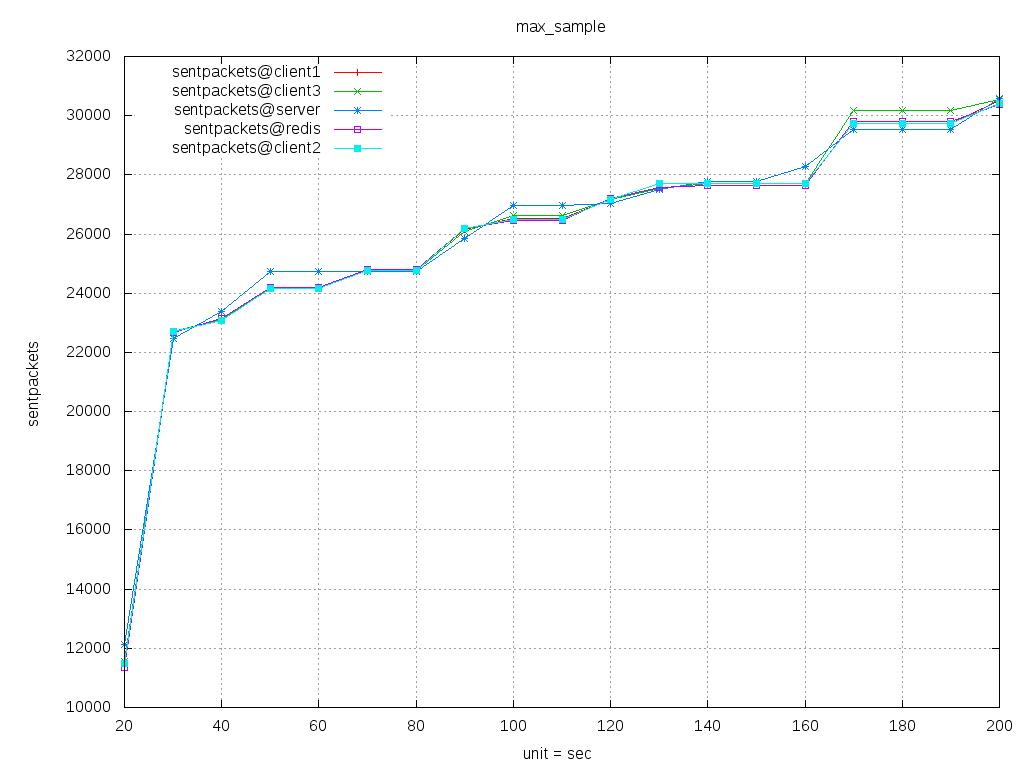 max_sample
32000
30000
28000
26000
24000
22000
20000
18000
16000
14000
12000
10000
sentpackets
sentpackets@client1
sentpackets@client3
sentpackets@server
sentpackets@redis
sentpackets@client2
20 40 60 80 100 120 140 160 180 200
unit = sec